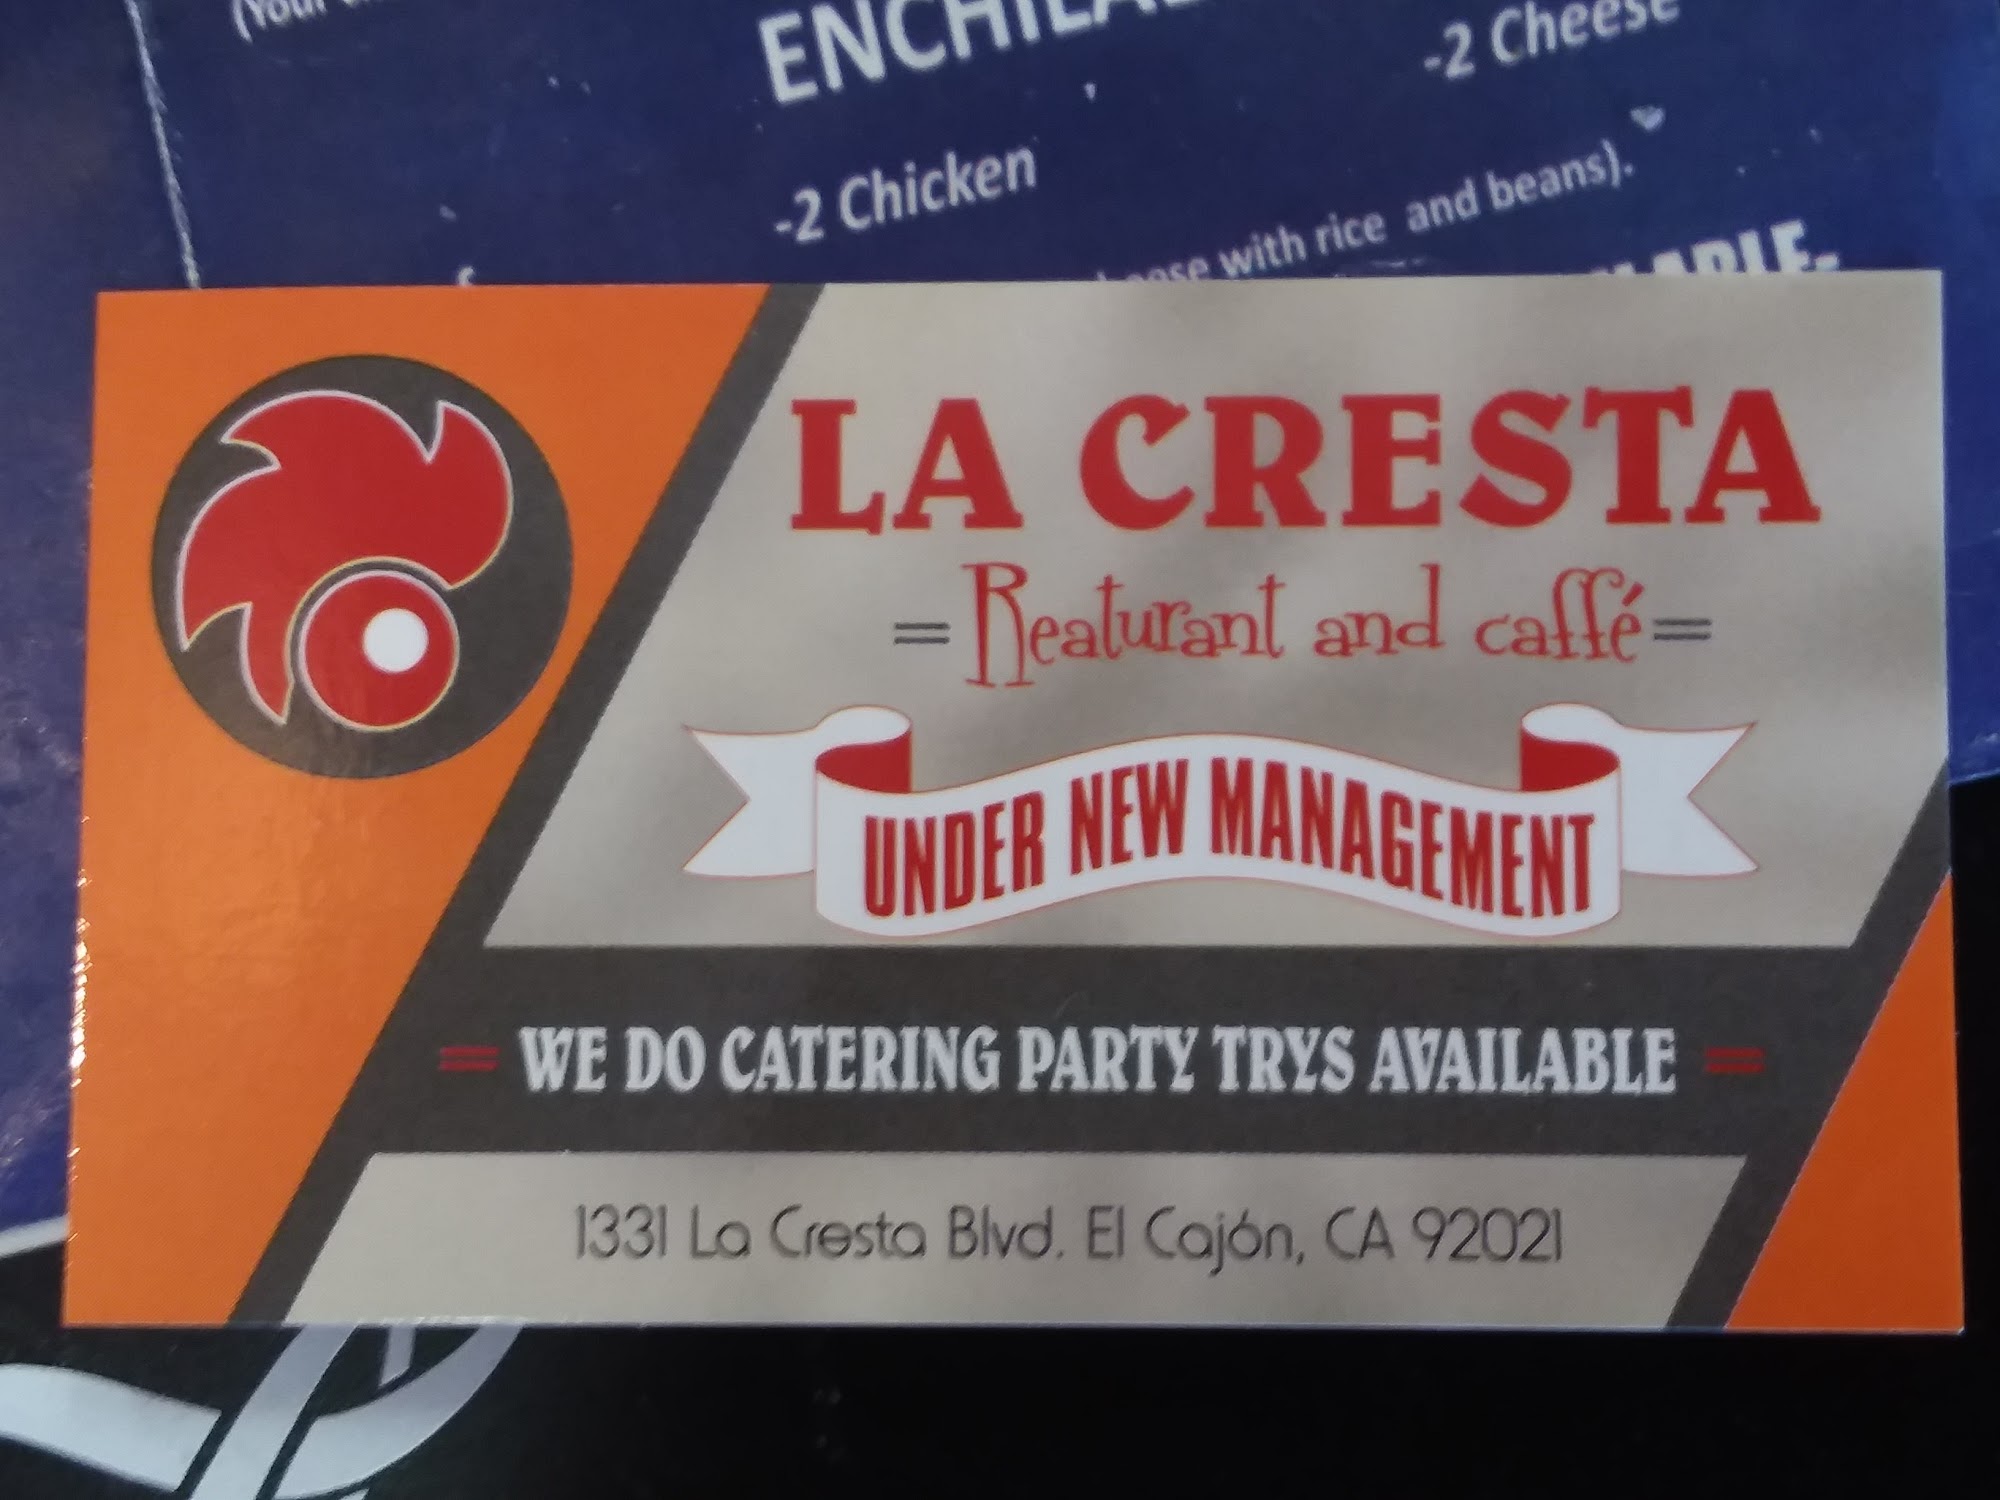 (Your
-2 Cheese
-2 Chicken
with rice and beans).
LA CRESTA
=Reaturant and caffé=
UNDER NEW MANAGEMENT
= WE DO CATERING PARTY TRYS AVAILABLE =
1331 La Cresta Blvd. El Cajón, CA 92021